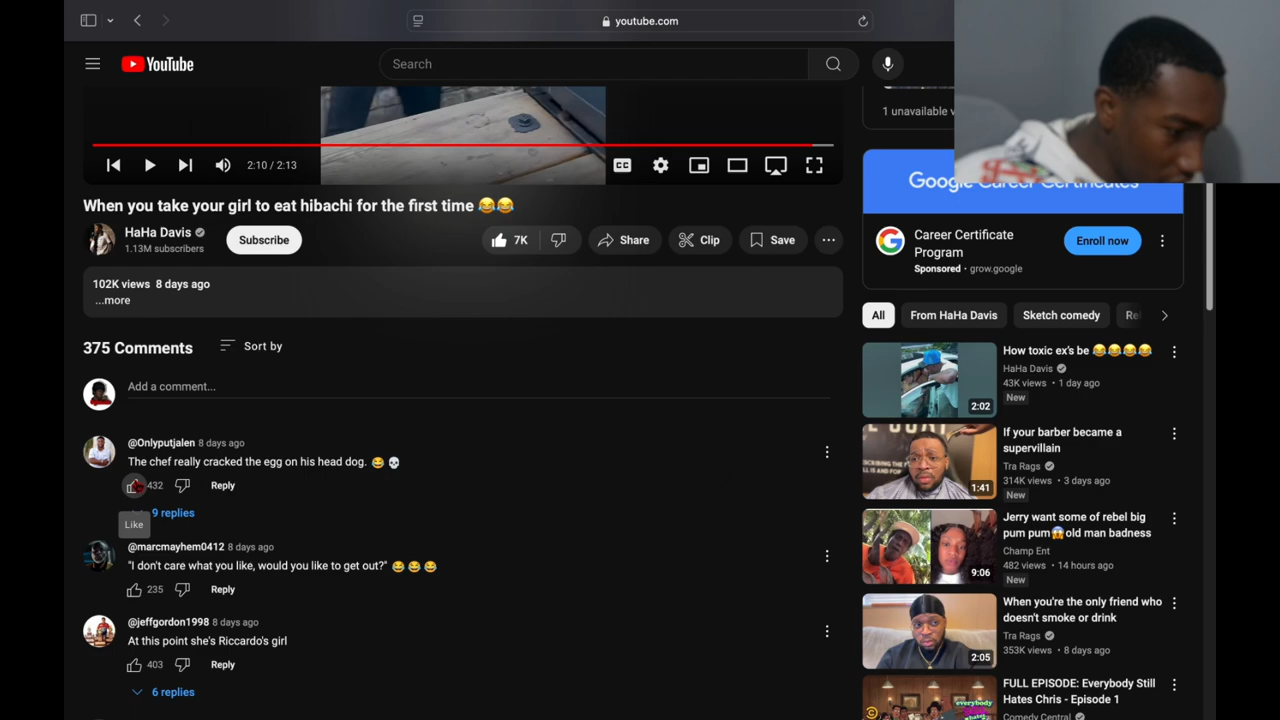 youtube.com
YouTube
Search
1 unavailable v
2:10 / 2:13
CC
When you take your girl to eat hibachi for the first time 😂😂
HaHa Davis
1.13M subscribers
Subscribe
7K
Share
Clip
Save
102K views 8 days ago
...more
375 Comments
Sort by
Add a comment...
@Onlyputjalen 8 days ago
The chef really cracked the egg on his head dog. 😂 💀
432
Reply
9 replies
Like
@marcmayhem0412 8 days ago
"I don't care what you like, would you like to get out?" 😂 😂 😂
235
Reply
@jeffgordon1998 8 days ago
At this point she's Riccardo's girl
403
Reply
6 replies
Google Career Certificates
Career Certificate
Program
Sponsored · grow.google
Enroll now
All
From HaHa Davis
Sketch comedy
Re
How toxic ex's be 😂😂😂😂
HaHa Davis
43K views • 1 day ago
New
2:02
If your barber became a
supervillain
Tra Rags
314K views • 3 days ago
New
1:41
Jerry want some of rebel big
pum pum😱old man badness
Champ Ent
482 views • 14 hours ago
New
9:06
When you're the only friend who
doesn't smoke or drink
Tra Rags
353K views • 8 days ago
2:05
FULL EPISODE: Everybody Still
Hates Chris - Episode 1
Comedy Central
everybody